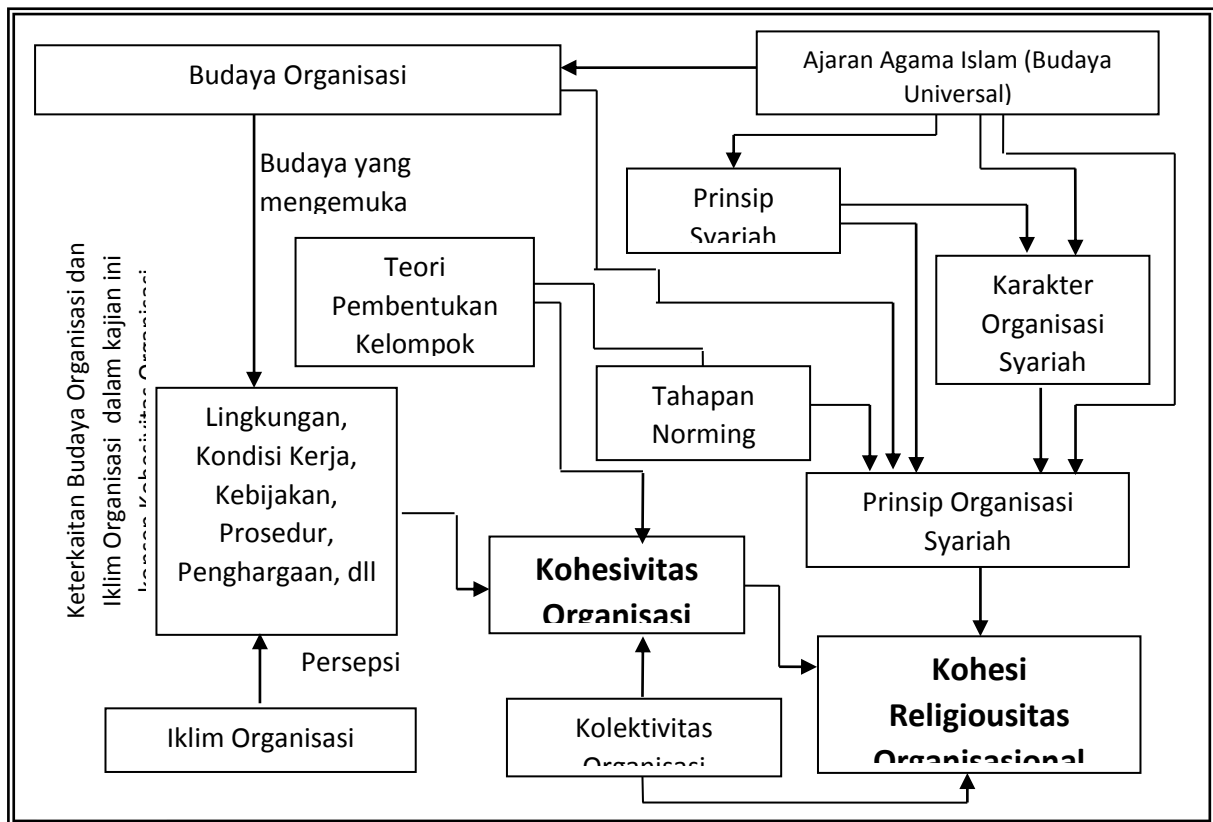 Budaya Organisasi
Ajaran Agama Islam (Budaya
Universal)
Budaya yang
mengemuka
Prinsip
Syariah
Teori
Pembentukan
Kelompok
Karakter
Organisasi
Syariah
Keterkaitan Budaya Organisasi dan
Iklim Organisasi dalam kajian ini
Kohesivitas Organisasi
Lingkungan,
Kondisi Kerja,
Kebijakan,
Prosedur,
Penghargaan, dll
Tahapan
Norming
Prinsip Organisasi
Syariah
Kohesivitas
Organisasi
Persepsi
Kohesi
Religiousitas
Organisasional
Iklim Organisasi
Kolektivitas
Organisasi